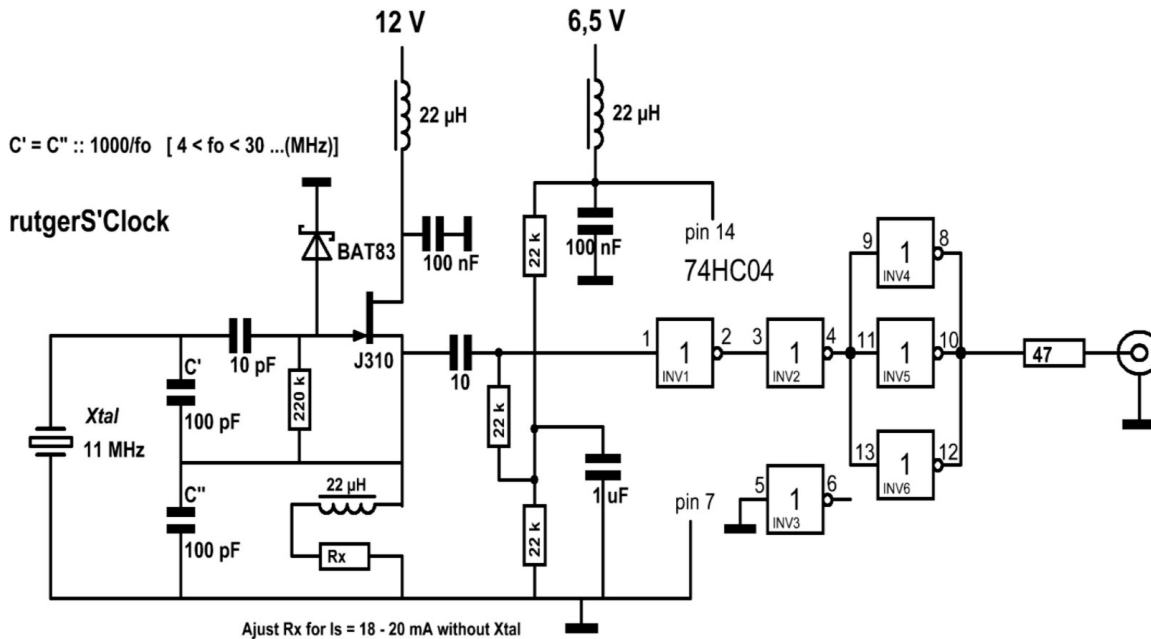 12 V
6,5 V
22 µH
22 µH
C' = C" :: 1000/fo [ 4 < fo < 30 ...(MHz)]
rutgerS'Clock
BAT83
100 nF
22 k
100 nF
pin 14
74HC04
9
1
8
INV4
10 pF
J310
10
1
1
2
INV1
3
1
4
INV2
11
1
10
INV5
47
C'
100 pF
220 k
22 k
Xtal
11 MHz
13
1
12
INV6
C"
100 pF
22 µH
Rx
22 k
1 uF
pin 7
5
1
6
INV3
Ajust Rx for Is = 18 - 20 mA without Xtal